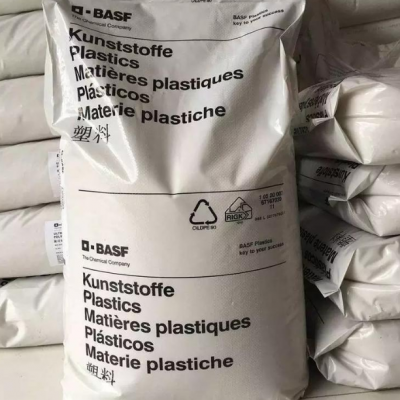 BASF
The Chemical Company
BASF Plastics
key to your success
Kunststoffe
Plastics
Matières plastiques
Plásticos
Materie plastiche
塑料
RIGK
BASF
The Chemical Company
BASF Plastics
key to your success
Kunststoffe
Plastics
Matières plastiques
Plásticos
Materie plastiche
塑料